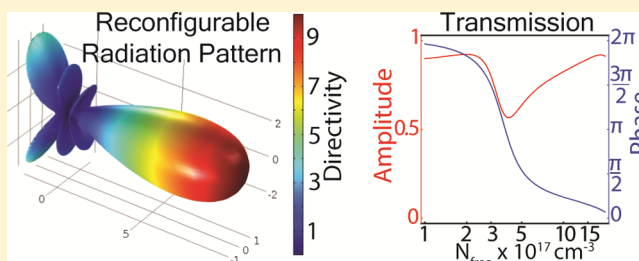 Reconfigurable
Radiation Pattern
2
0
-2
0
5
1
0
-1
9
7
5
3
1
Directivity
Transmission
Amplitude
1
0.5
0
2π
3π
2
π
π
2
0
Phase
1 2 3 5 10 15
N x 10¹⁷ cm⁻³